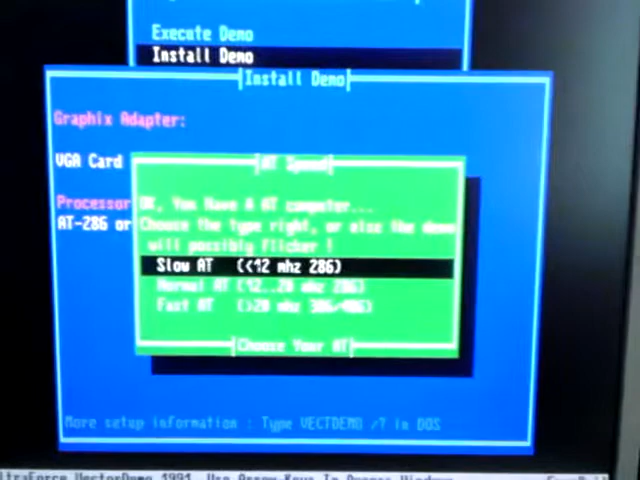 Execute Demo
Install Demo
Install Demo
Graphix Adapter:
VGA Card
AT Speed
Processor
OK, You Have A AT computer...
AT-286 or
Choose the type right, or else the demo
will possibly flicker !
Slow AT (<12 mhz 286)
Normal AT (12..20 mhz 286)
Fast AT (>20 mhz 386/486)
Choose Your AT
More setup information : Type VECTDEMO /? in DOS
ltraForce VectorDemo 1991. Use Arrow-Keys To Access Windows